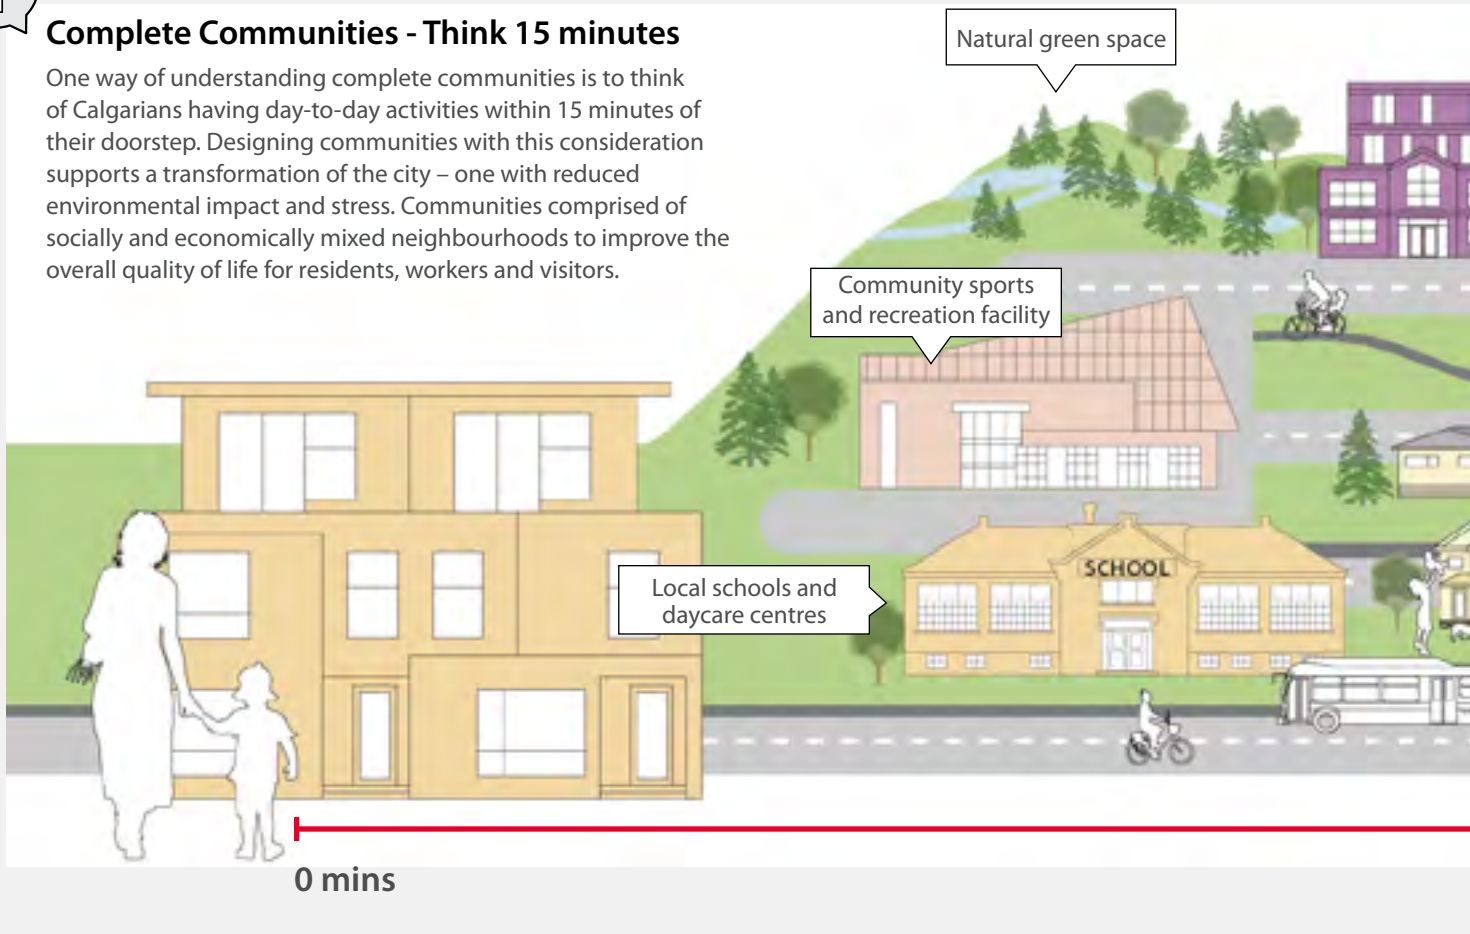 Complete Communities - Think 15 minutes
One way of understanding complete communities is to think
of Calgarians having day-to-day activities within 15 minutes of
their doorstep. Designing communities with this consideration
supports a transformation of the city – one with reduced
environmental impact and stress. Communities comprised of
socially and economically mixed neighbourhoods to improve the
overall quality of life for residents, workers and visitors.
Natural green space
Community sports
and recreation facility
Local schools and
daycare centres
SCHOOL
0 mins